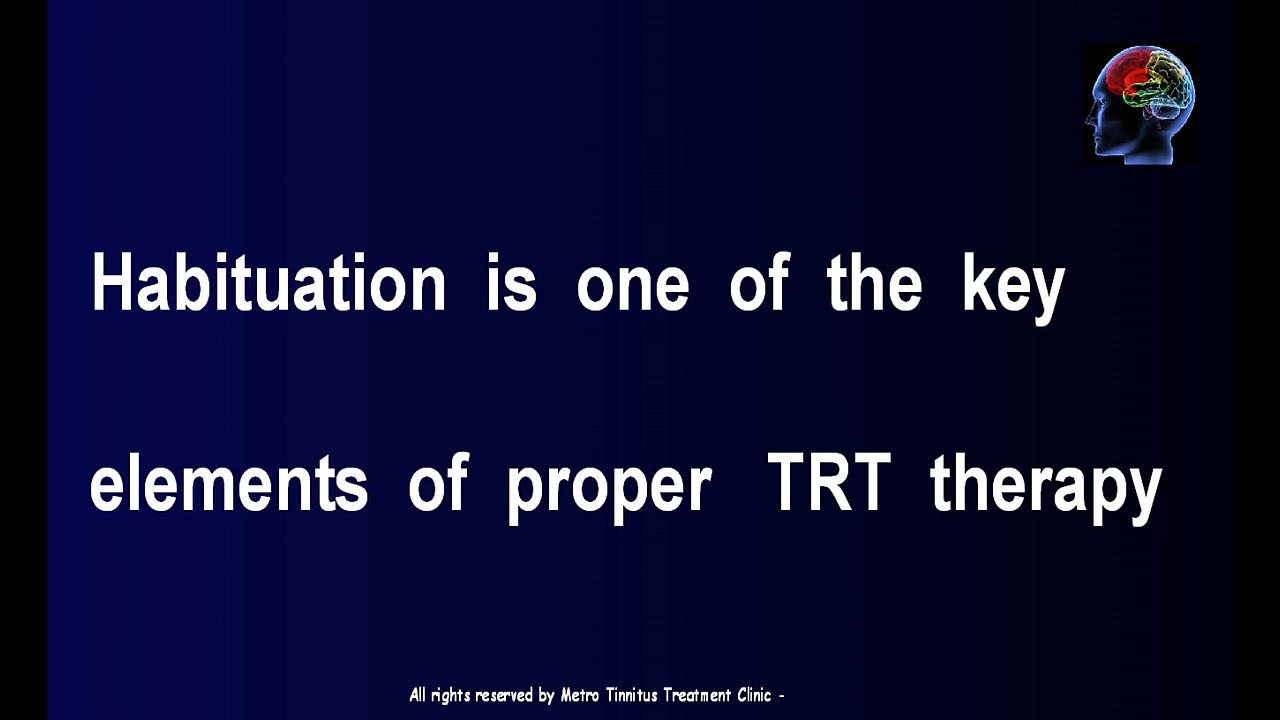 Habituation is one of the key
elements of proper TRT therapy
All rights reserved by Metro Tinnitus Treatment Clinic -